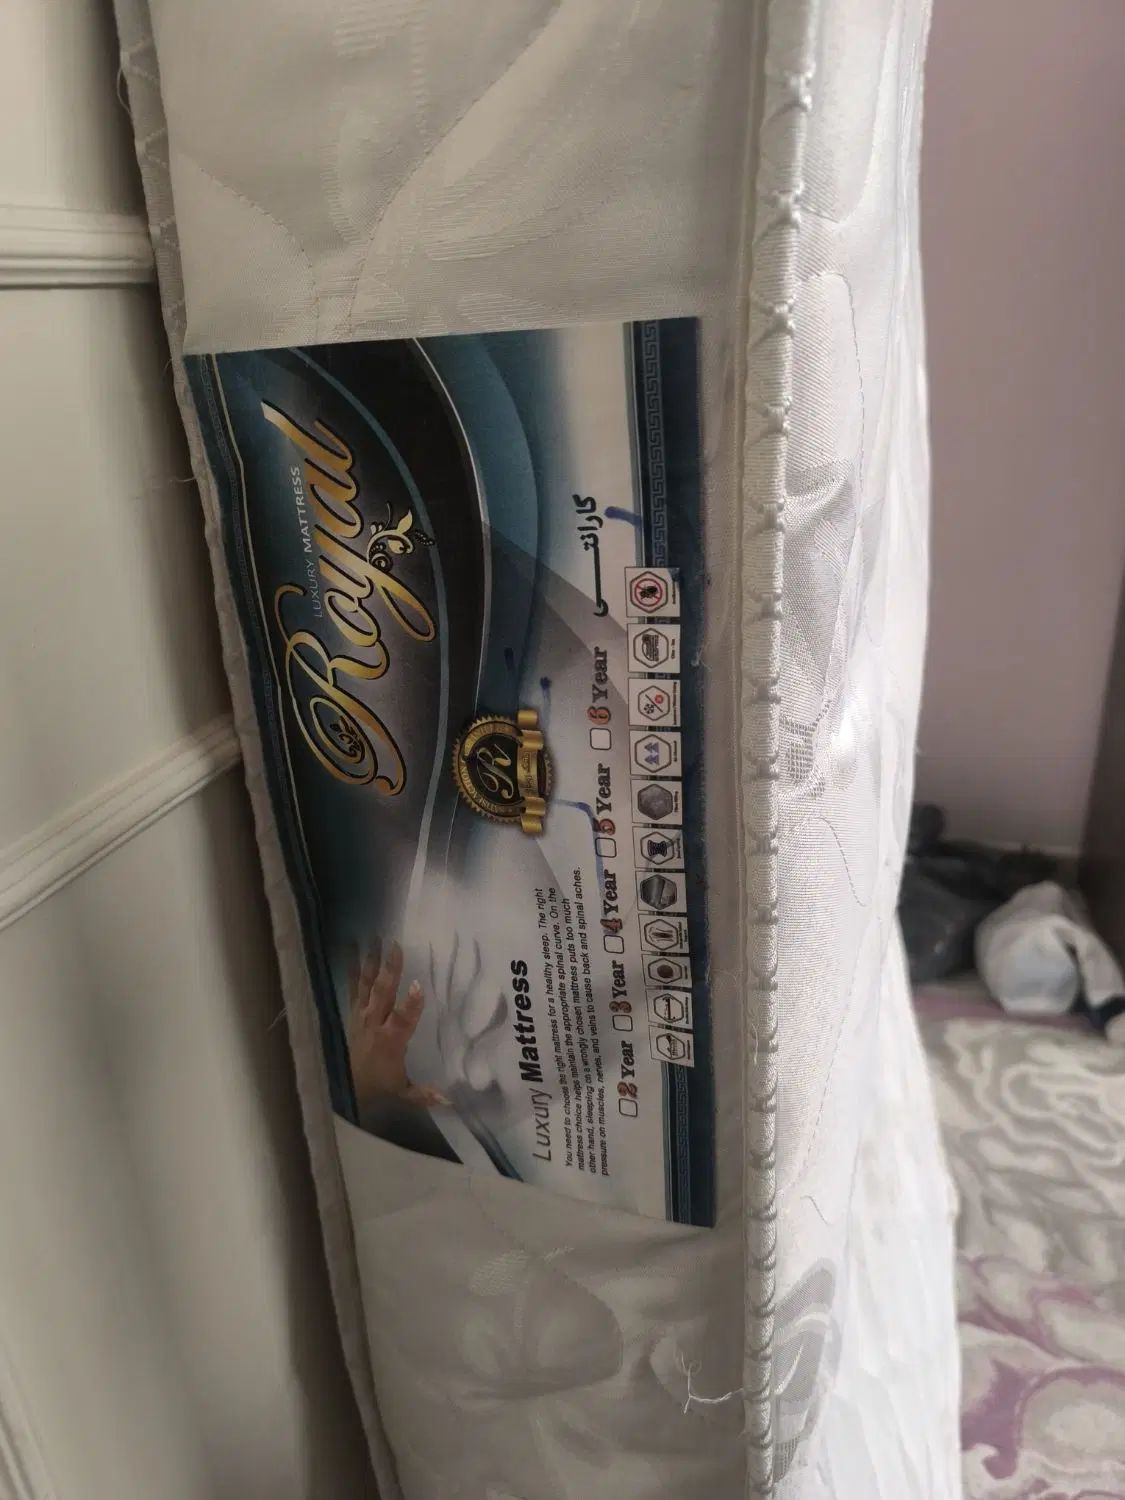 LUXURY MATTRESS
Royal
R
Luxury Mattress
You need to choose the right mattress for a healthy sleep. The right
mattress choice helps maintain the appropriate spinal curve. On the
other hand, sleeping on a wrongly chosen mattress puts too much
pressure on muscles, nerves, and veins to cause back and spinal aches.
2 Year 3 Year 4 Year 5 Year 6 Year گارانتی